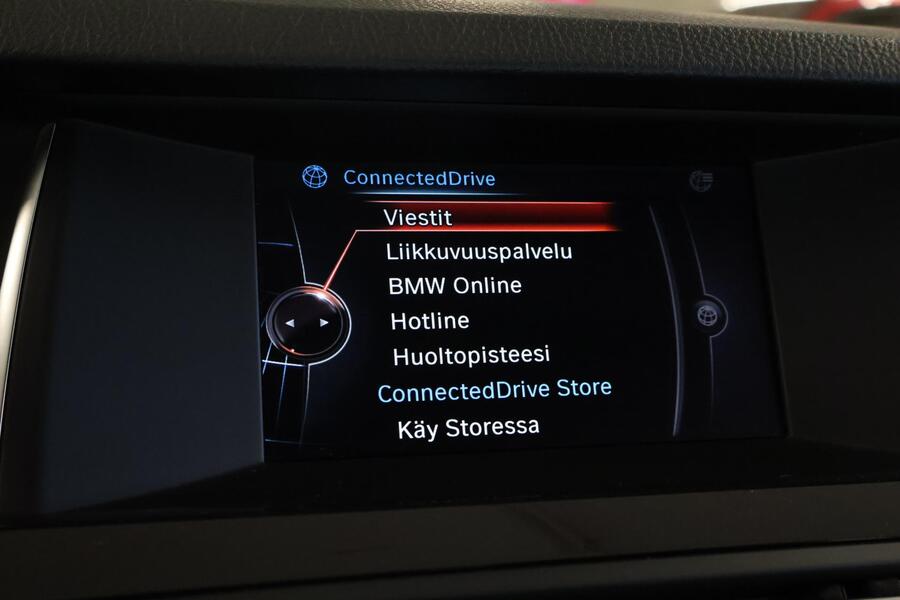 ConnectedDrive
Viestit
Liikkuvuuspalvelu
BMW Online
Hotline
Huoltopisteesi
ConnectedDrive Store
Käy Storessa